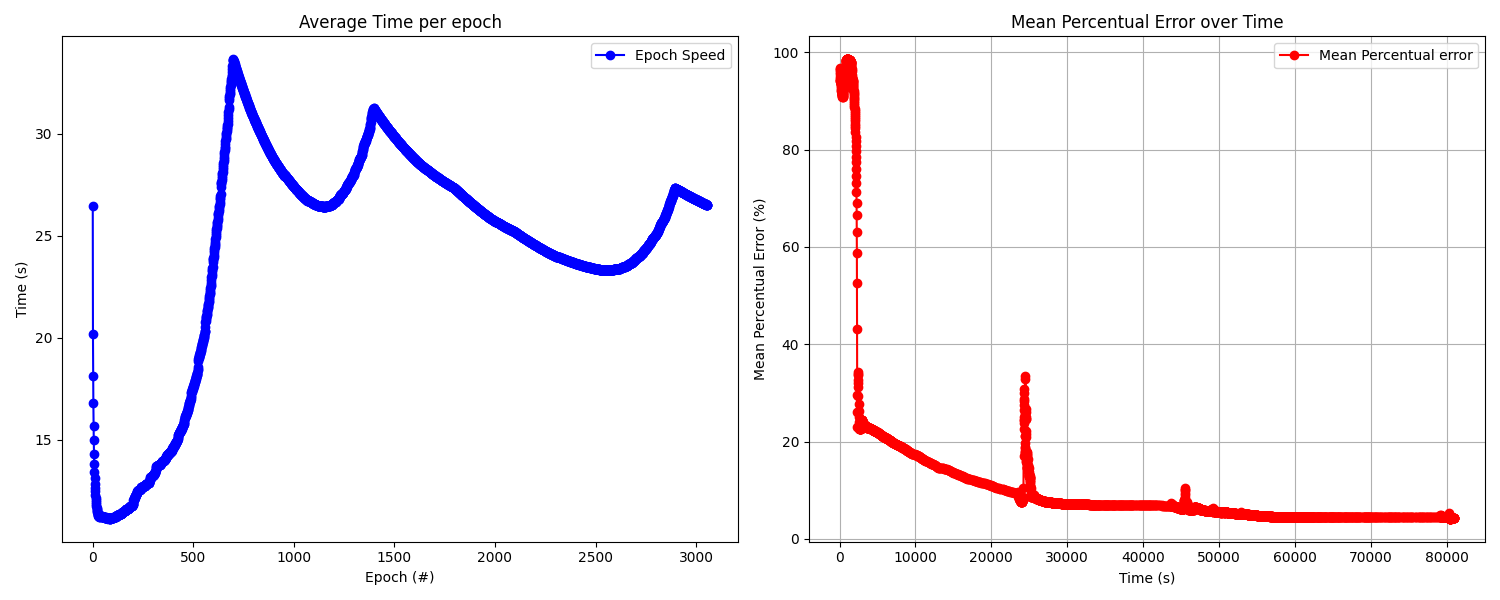 Average Time per epoch
Epoch Speed
30
25
20
15
Time (s)
0 500 1000 1500 2000 2500 3000
Epoch (#)
Mean Percentual Error over Time
Mean Percentual error
100
80
60
40
20
0
Mean Percentual Error (%)
0 10000 20000 30000 40000 50000 60000 70000 80000
Time (s)